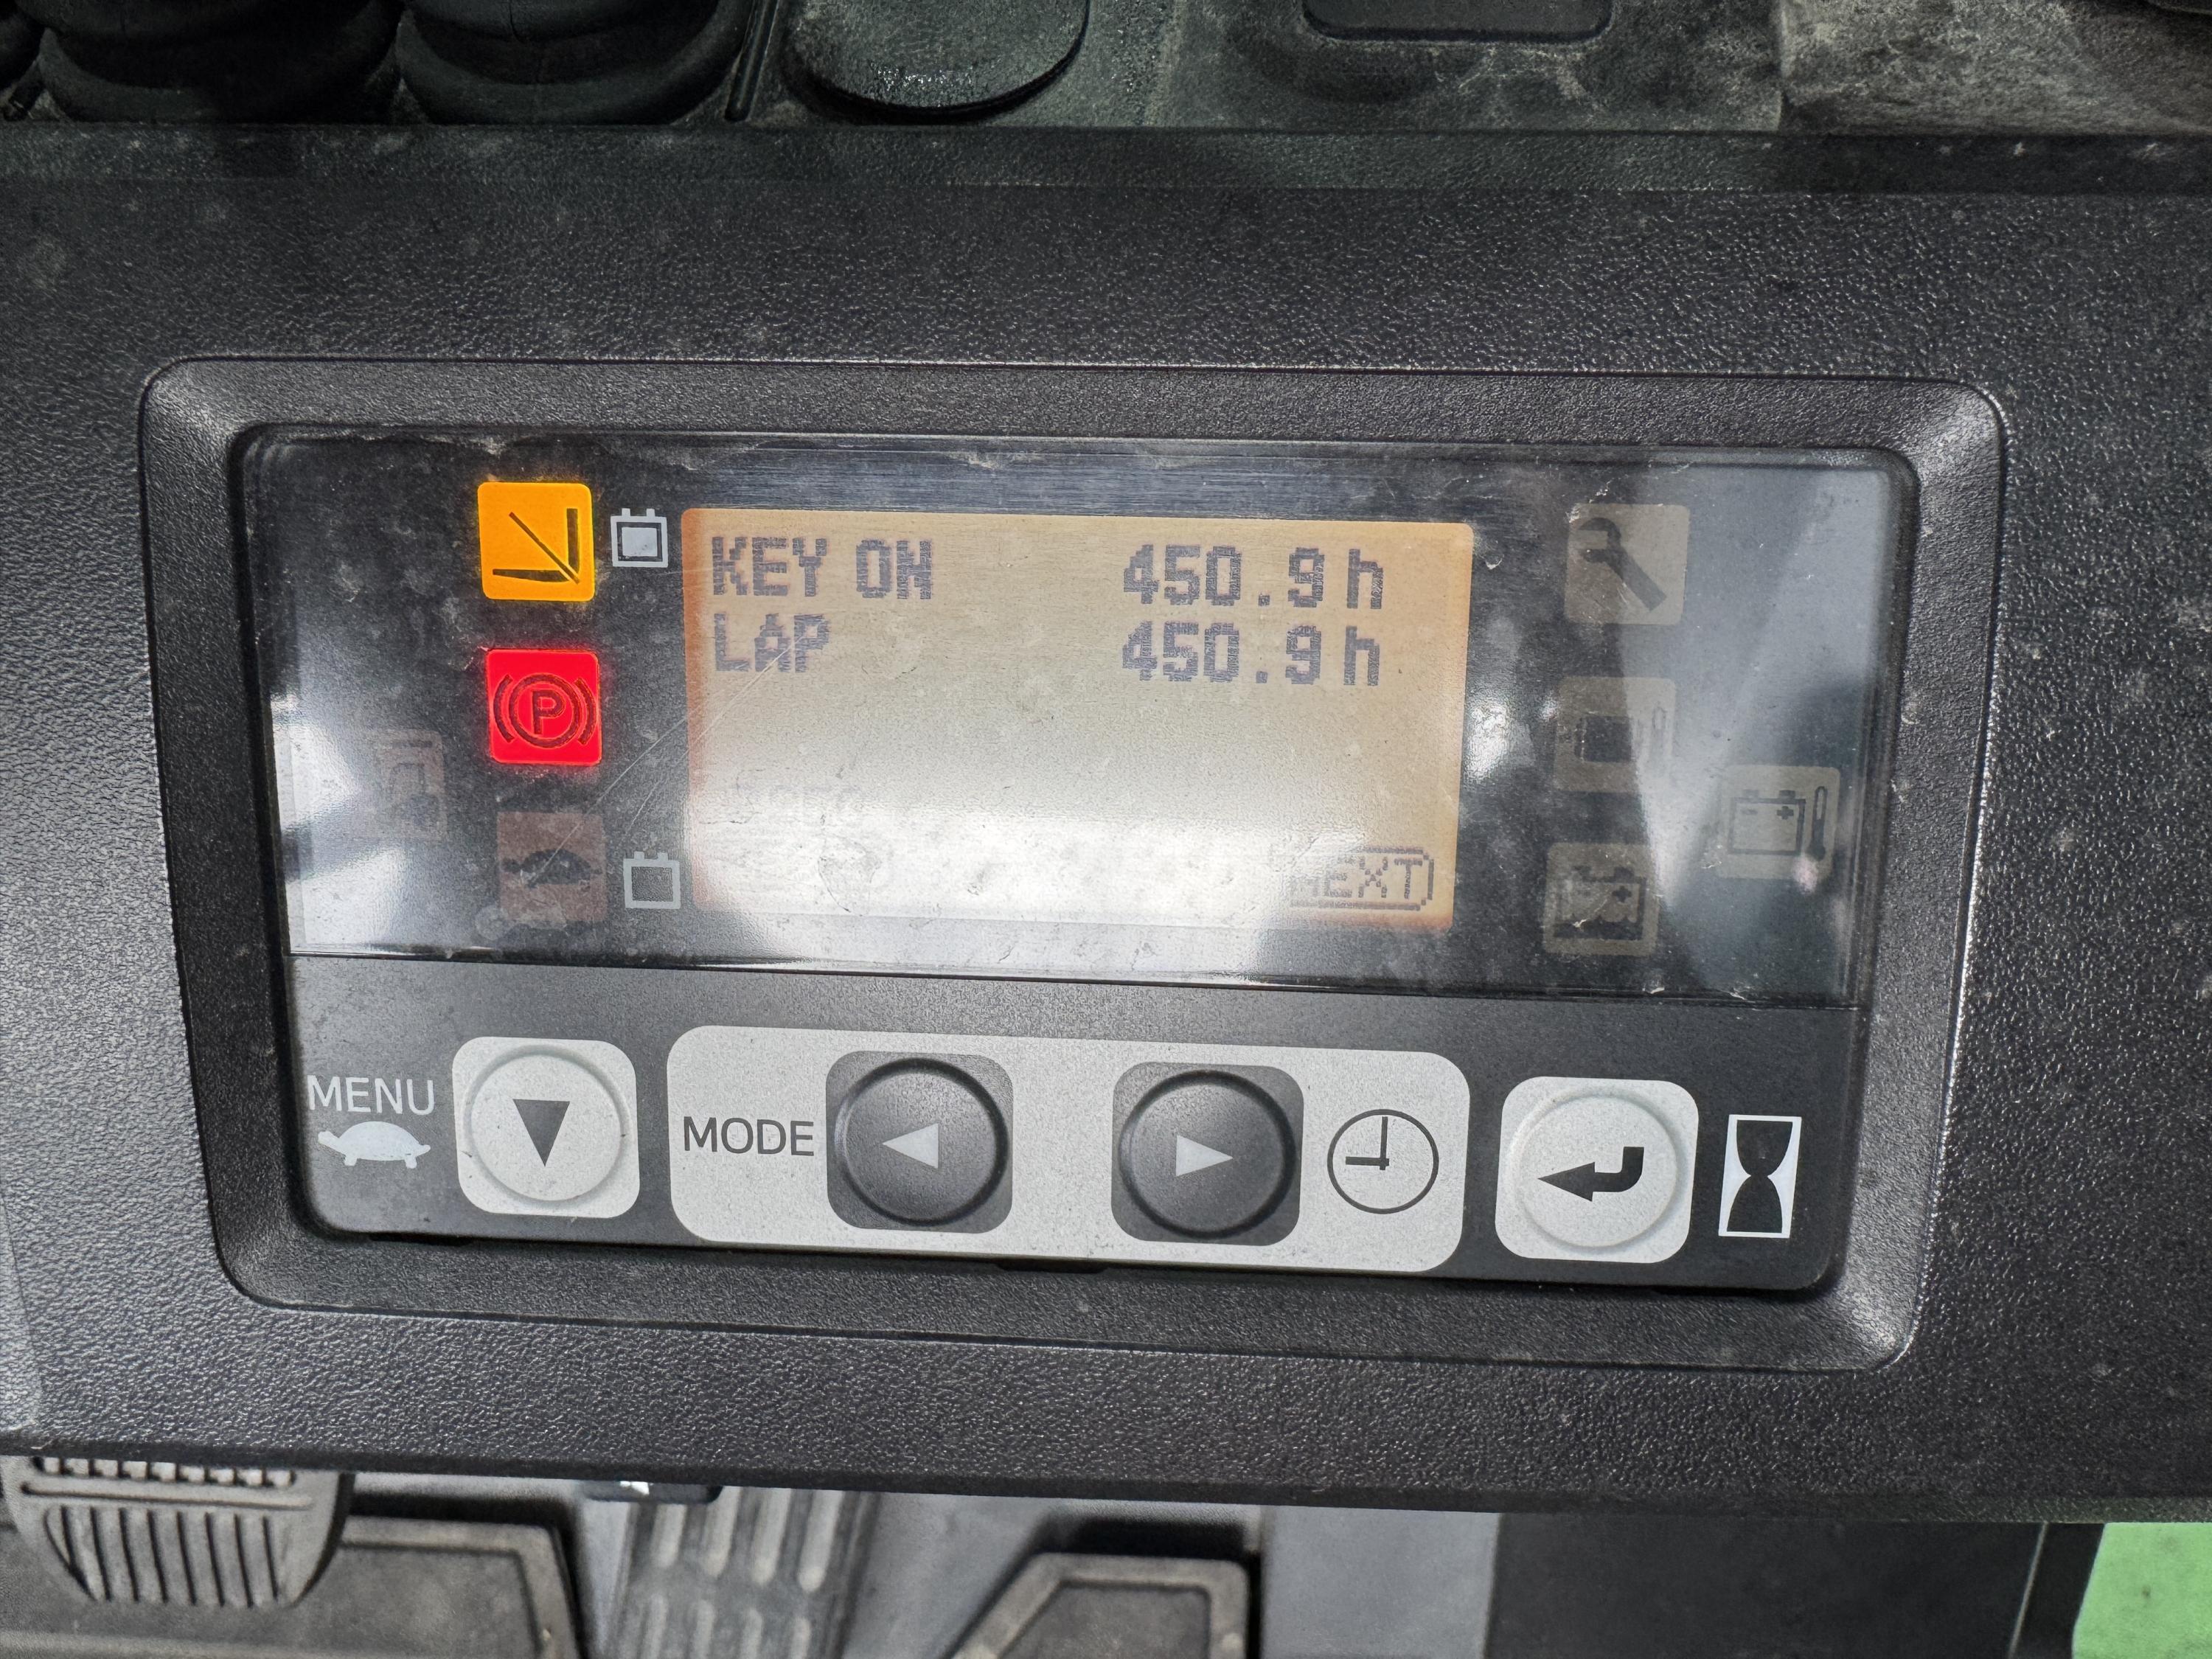 KEY ON 450.9h
LAP 450.9h
NEXT
MENU
MODE
P